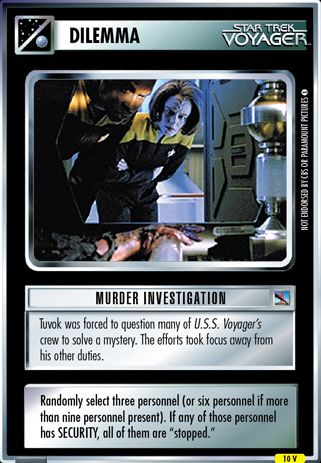 DILEMMA
STAR TREK
VOYAGER™
NOT ENDORSED BY CBS OR PARAMOUNT PICTURES
MURDER INVESTIGATION
Tuvok was forced to question many of U.S.S. Voyager's
crew to solve a mystery. The efforts took focus away from
his other duties.
Randomly select three personnel (or six personnel if
more than nine personnel present). If any of those personnel
has SECURITY, all of them are “stopped.”
10 V